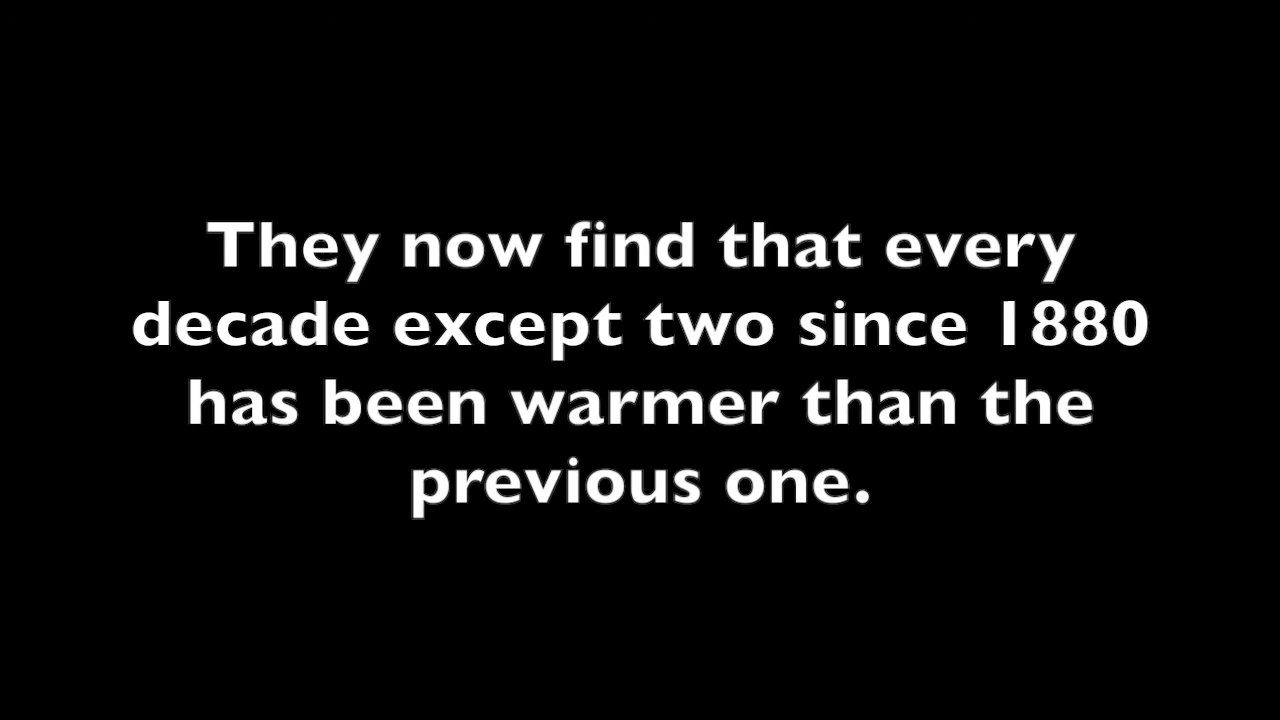 They now find that every
decade except two since 1880
has been warmer than the
previous one.